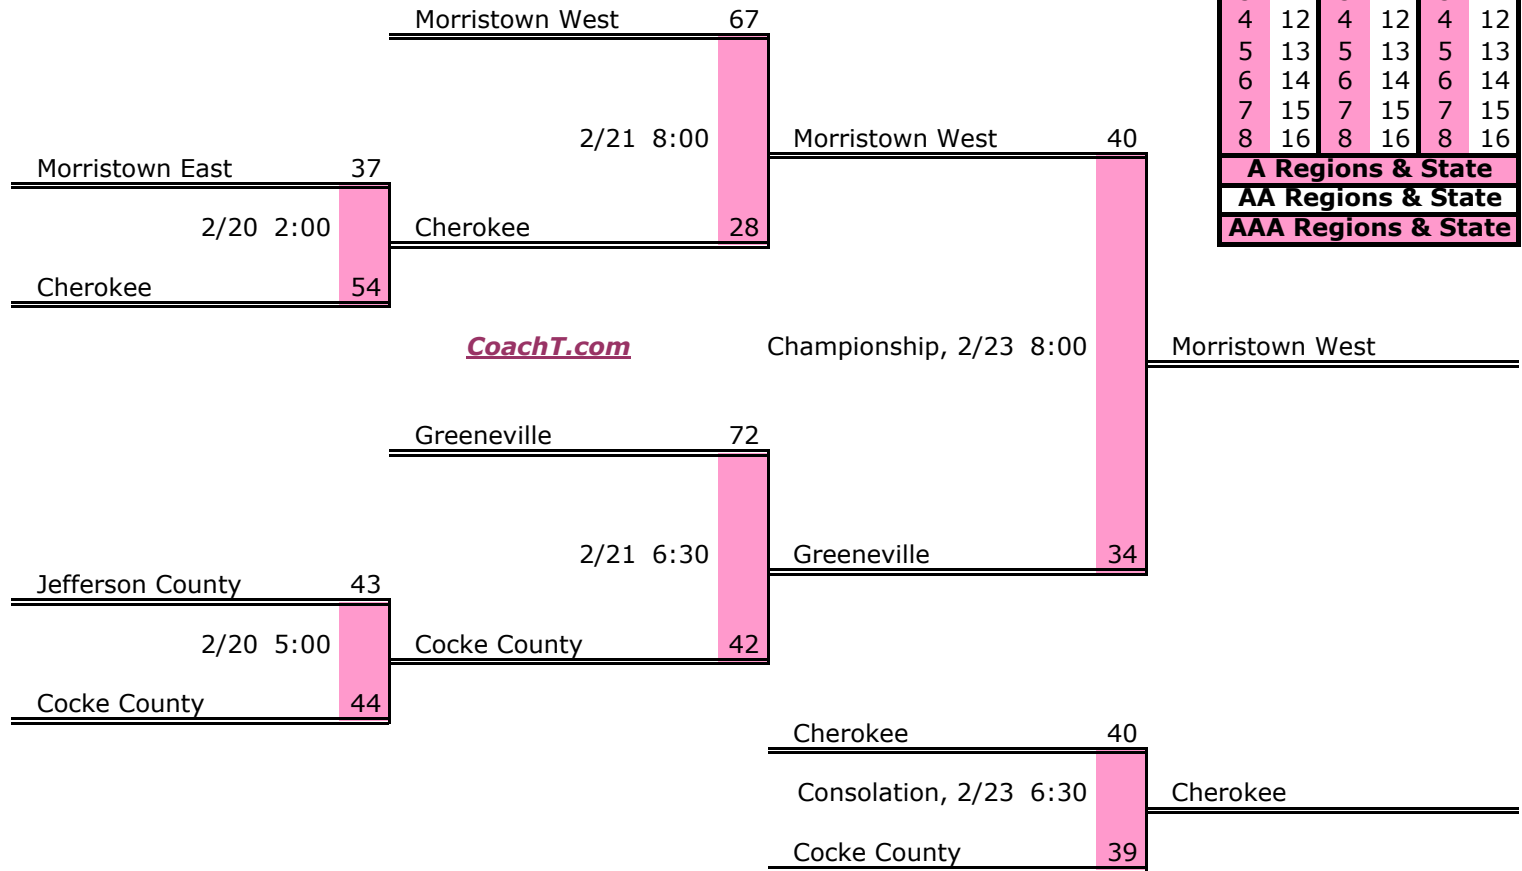 Morristown West 67
4 12 4 12 4 12
5 13 5 13 5 13
6 14 6 14 6 14
7 15 7 15 7 15
2/21 8:00 Morristown West 40
8 16 8 16 8 16
Morristown East 37
A Regions & State
AA Regions & State
2/20 2:00 Cherokee 28
AAA Regions & State
Cherokee 54
CoachT.com Championship, 2/23 8:00 Morristown West
Greeneville 72
2/21 6:30 Greeneville 34
Jefferson County 43
2/20 5:00 Cocke County 42
Cocke County 44
Cherokee 40
Consolation, 2/23 6:30 Cherokee
Cocke County 39